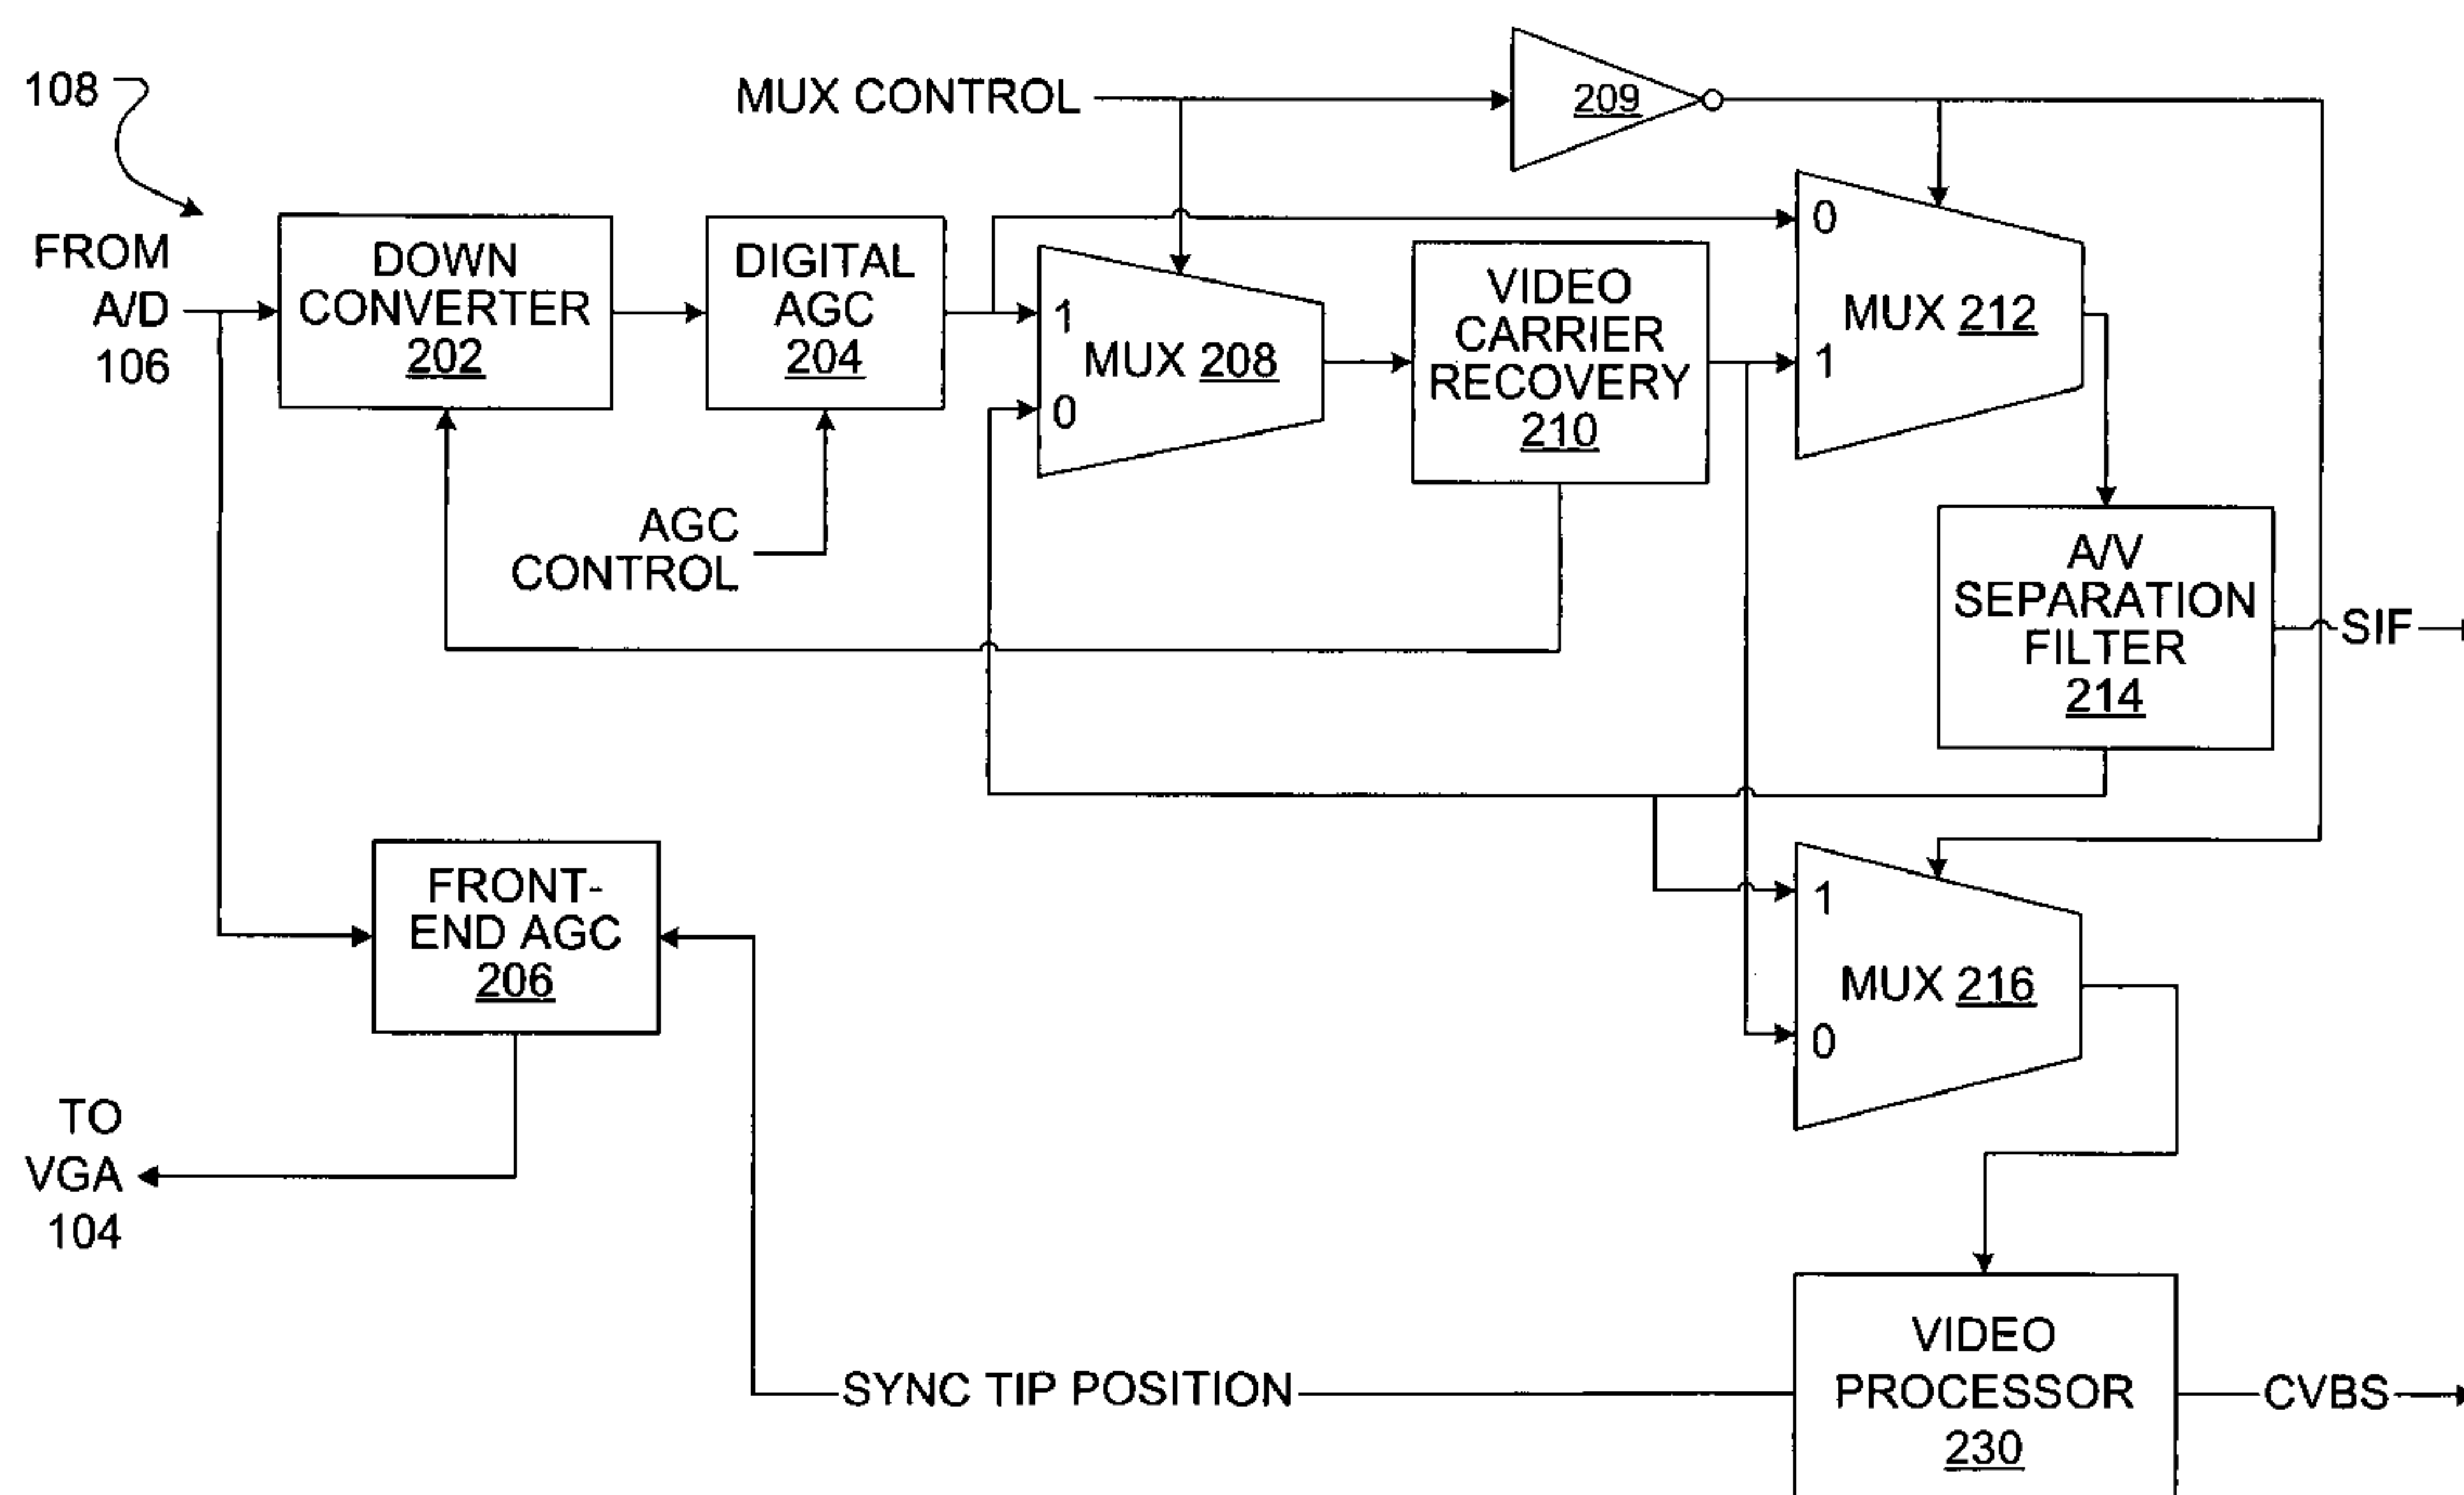 108
MUX CONTROL
209
FROM
A/D
106
DOWN
CONVERTER
202
DIGITAL
AGC
204
AGC
CONTROL
1
MUX 208
0
VIDEO
CARRIER
RECOVERY
210
0
MUX 212
1
A/V
SEPARATION
FILTER
214
SIF
FRONT-
END AGC
206
1
MUX 216
0
TO
VGA
104
SYNC TIP POSITION
VIDEO
PROCESSOR
230
CVBS